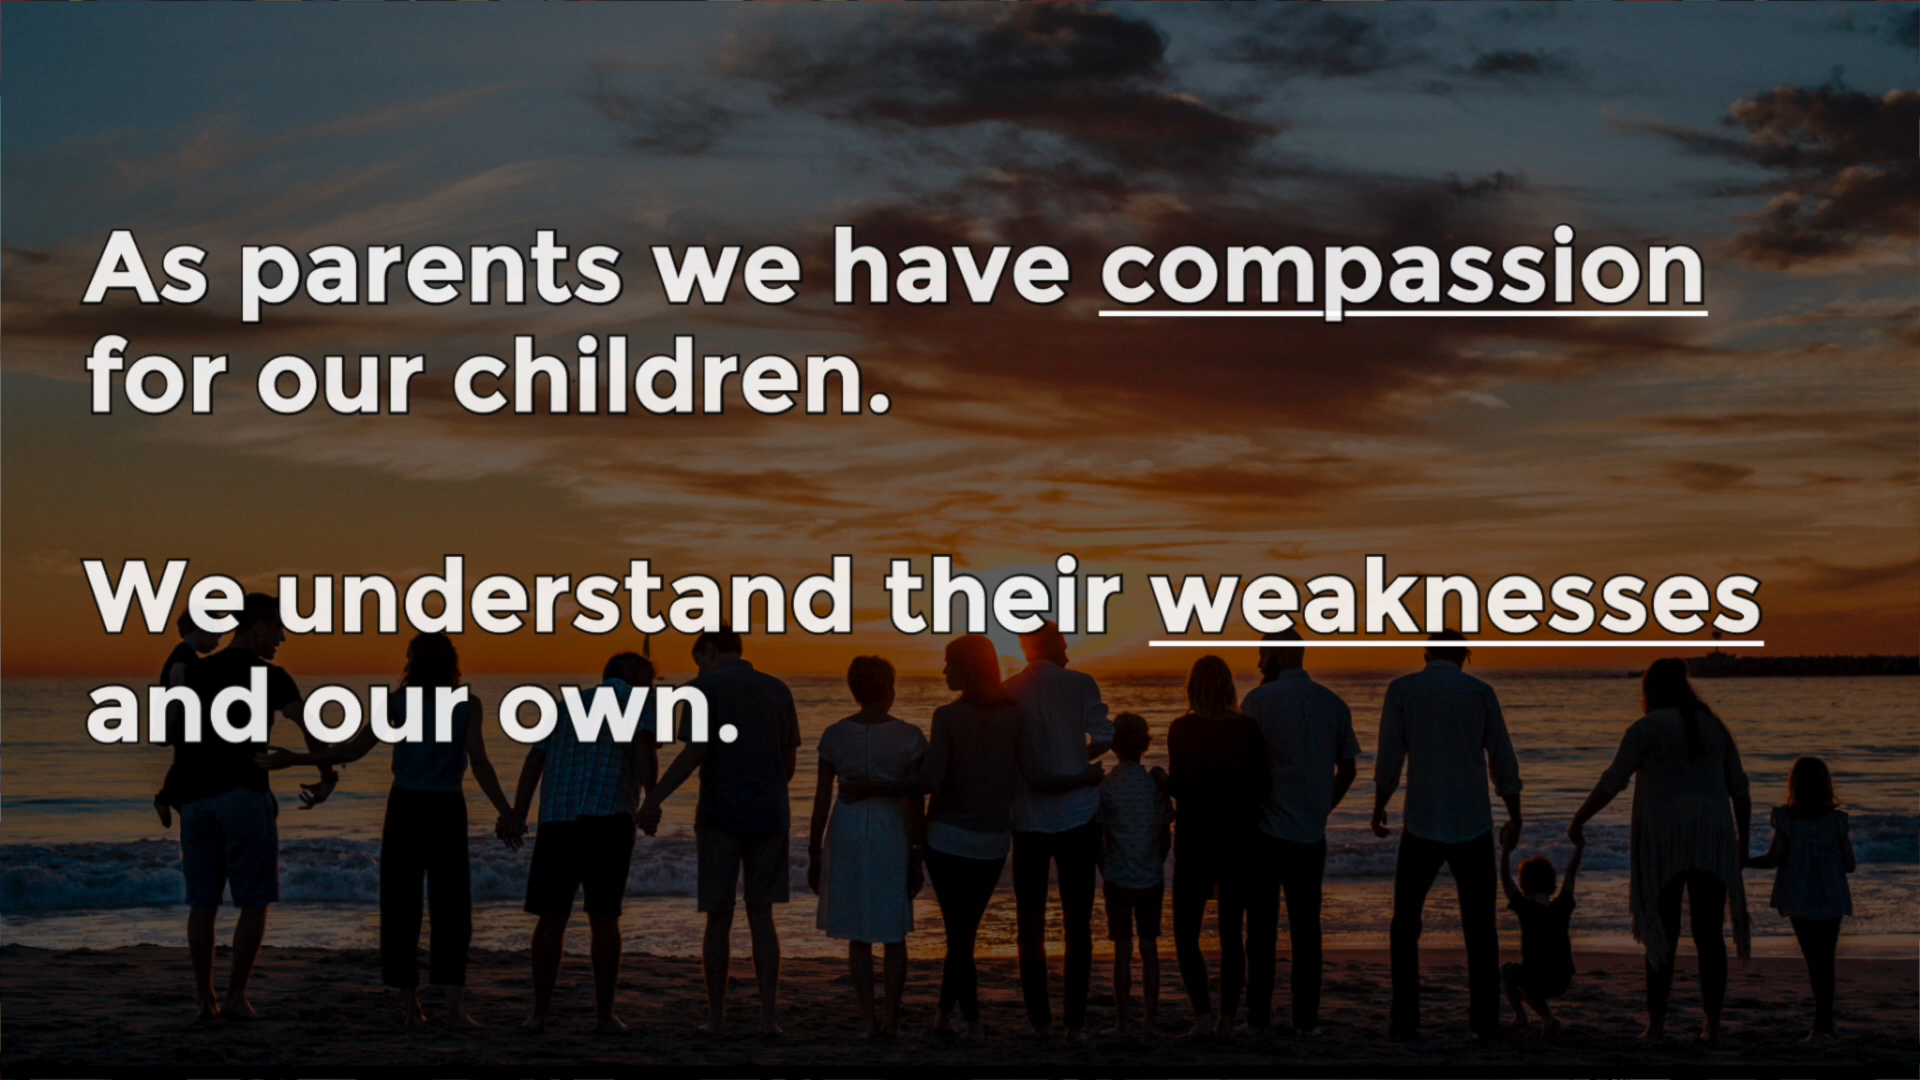 As parents we have compassion
for our children.
We understand their weaknesses
and our own.